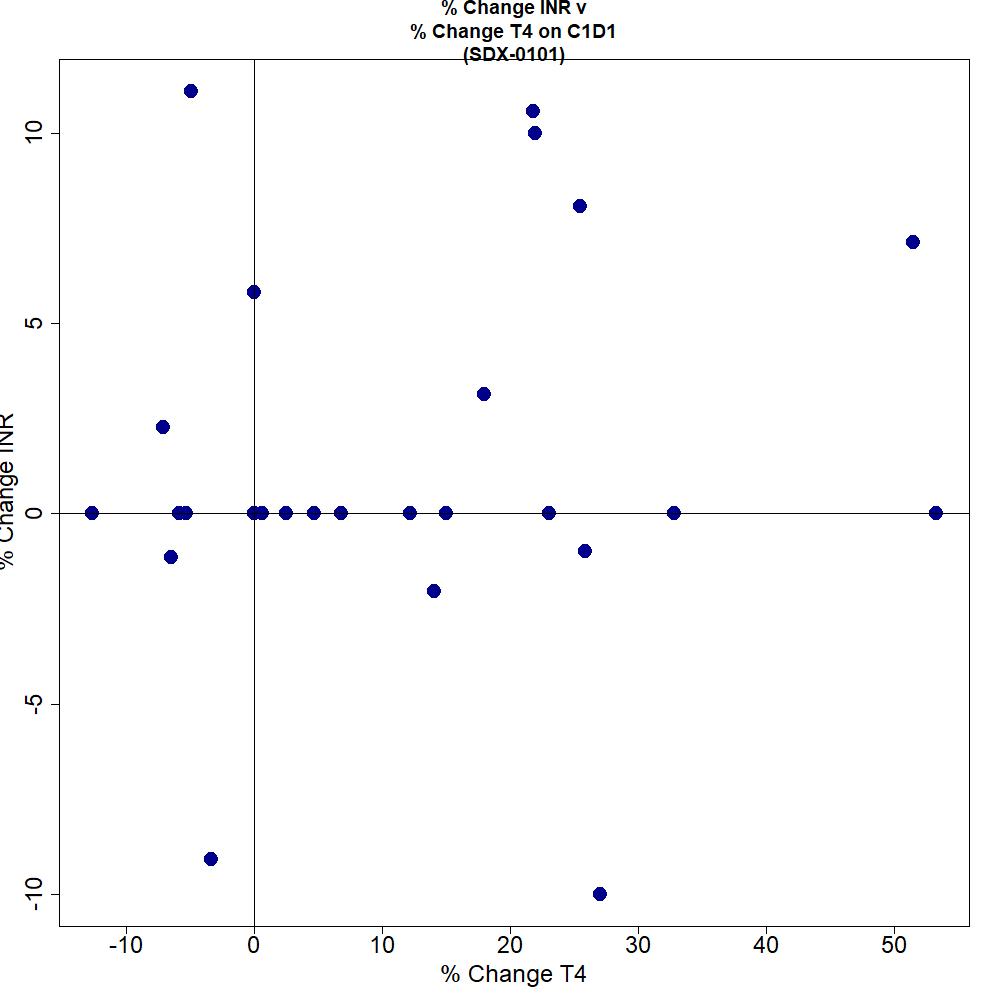 % Change INR v
% Change T4 on C1D1
(SDX-0101)
10
5
0
-5
-10
% Change INR
-10 0 10 20 30 40 50
% Change T4